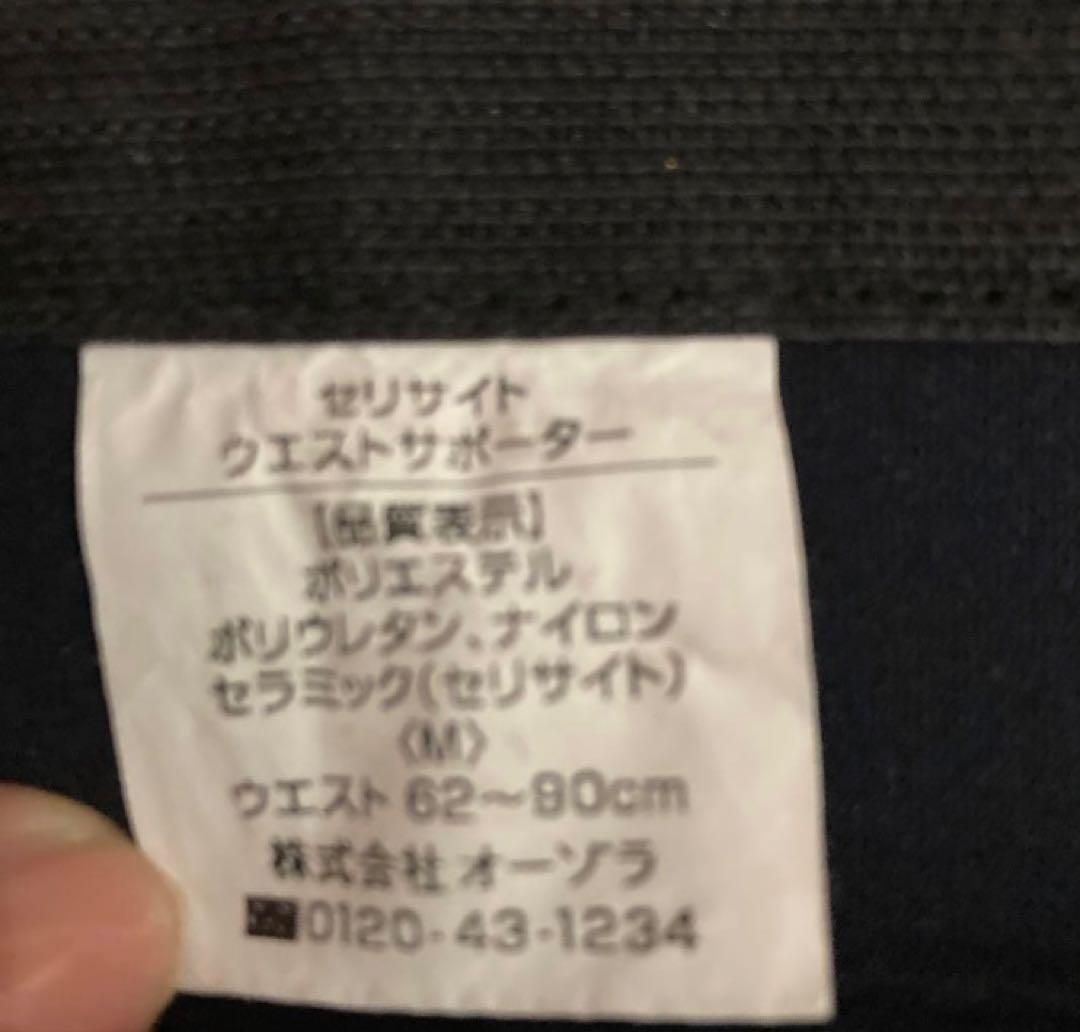 セリサイト
ウエストサポーター
【品質表示】
ポリエステル
ポリウレタン、ナイロン
セラミック(セリサイト)
〈M〉
ウエスト 62～90cm
株式会社 オーゾラ
0120-43-1234